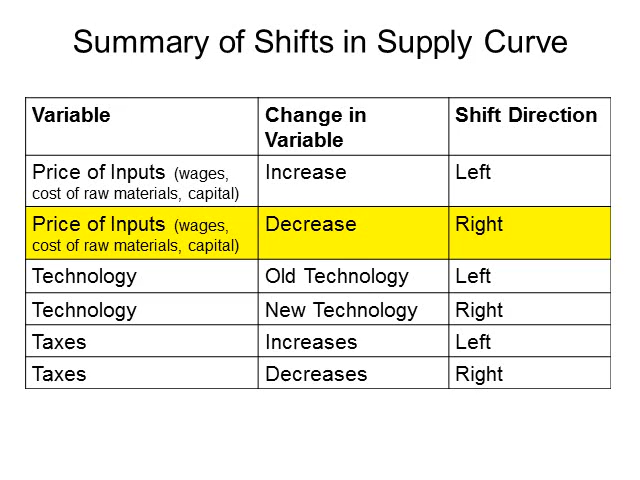 Summary of Shifts in Supply Curve
Variable Change in Variable Shift Direction
Price of Inputs (wages, cost of raw materials, capital) Increase Left
Price of Inputs (wages, cost of raw materials, capital) Decrease Right
Technology Old Technology Left
Technology New Technology Right
Taxes Increases Left
Taxes Decreases Right